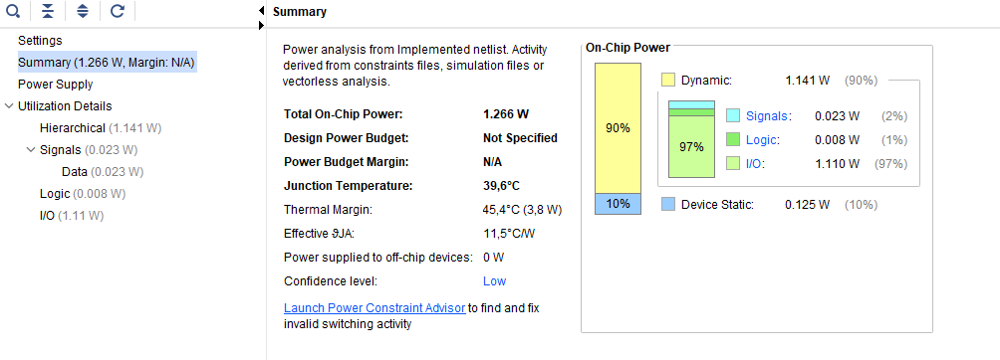 Settings
Summary (1.266 W, Margin: N/A)
Power Supply
Utilization Details
Hierarchical (1.141 W)
Signals (0.023 W)
Data (0.023 W)
Logic (0.008 W)
I/O (1.11 W)
Summary
Power analysis from Implemented netlist. Activity
derived from constraints files, simulation files or
vectorless analysis.
Total On-Chip Power: 1.266 W
Design Power Budget: Not Specified
Power Budget Margin: N/A
Junction Temperature: 39,6°C
Thermal Margin: 45,4°C (3,8 W)
Effective ϑJA: 11,5°C/W
Power supplied to off-chip devices: 0 W
Confidence level: Low
Launch Power Constraint Advisor to find and fix
invalid switching activity
On-Chip Power
90%
10%
Dynamic: 1.141 W (90%)
97%
Signals: 0.023 W (2%)
Logic: 0.008 W (1%)
I/O: 1.110 W (97%)
Device Static: 0.125 W (10%)